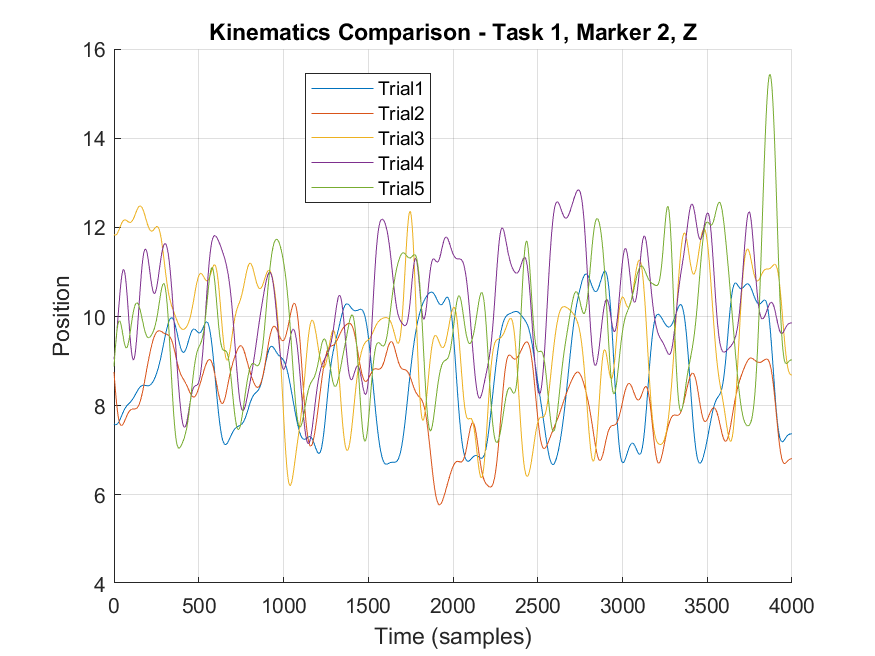 Kinematics Comparison - Task 1, Marker 2, Z
16
14
12
10
8
6
4
Position
Trial1
Trial2
Trial3
Trial4
Trial5
0 500 1000 1500 2000 2500 3000 3500 4000
Time (samples)